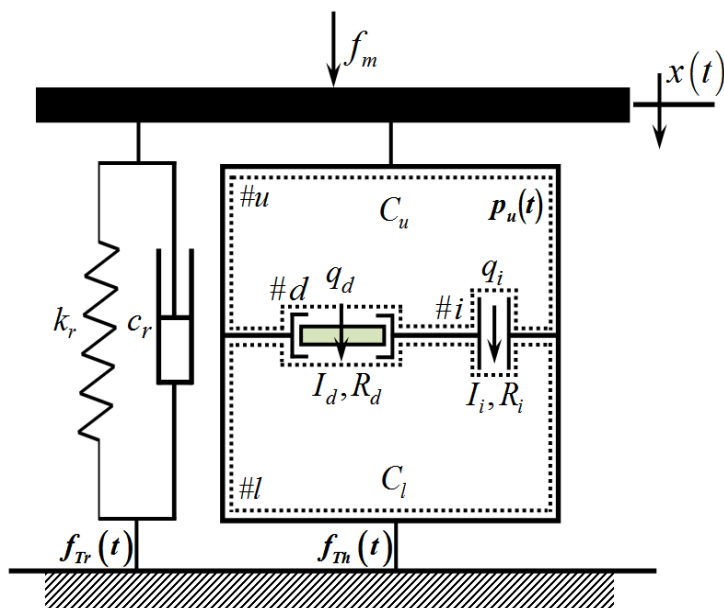 f_m
x(t)
#u
C_u
p_u(t)
#d
q_d
#i
q_i
k_r
c_r
I_d, R_d
I_i, R_i
#l
C_l
f_Tr(t)
f_Th(t)